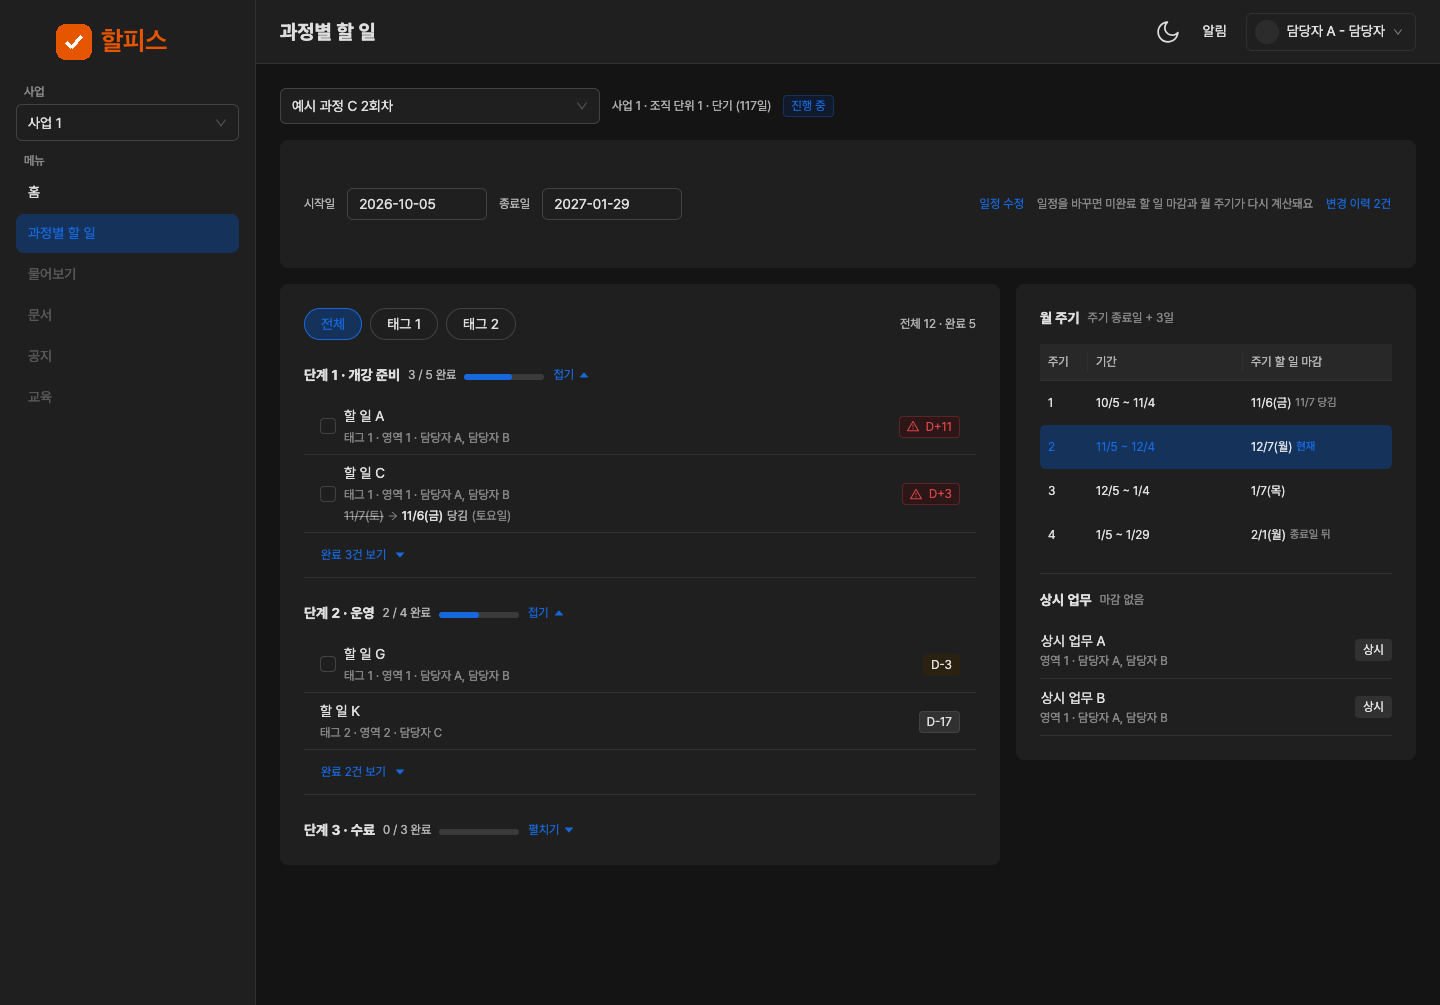 할피스
사업
사업 1
메뉴
홈
과정별 할 일
물어보기
문서
공지
교육
과정별 할 일
알림
담당자 A - 담당자
예시 과정 C 2회차
사업 1 · 조직 단위 1 · 단기 (117일)
진행 중
시작일
2026-10-05
종료일
2027-01-29
일정 수정
일정을 바꾸면 미완료 할 일 마감과 월 주기가 다시 계산돼요
변경 이력 2건
전체
태그 1
태그 2
전체 12 · 완료 5
단계 1 · 개강 준비 3 / 5 완료 접기
할 일 A
태그 1 · 영역 1 · 담당자 A, 담당자 B
D+11
할 일 C
태그 1 · 영역 1 · 담당자 A, 담당자 B
11/7(토) → 11/6(금) 당김 (토요일)
D+3
완료 3건 보기
단계 2 · 운영 2 / 4 완료 접기
할 일 G
태그 1 · 영역 1 · 담당자 A, 담당자 B
D-3
할 일 K
태그 2 · 영역 2 · 담당자 C
D-17
완료 2건 보기
단계 3 · 수료 0 / 3 완료 펼치기
월 주기 주기 종료일 + 3일
주기 기간 주기 할 일 마감
1 10/5 ~ 11/4 11/6(금) 11/7 당김
2 11/5 ~ 12/4 12/7(월) 현재
3 12/5 ~ 1/4 1/7(목)
4 1/5 ~ 1/29 2/1(월) 종료일 뒤
상시 업무 마감 없음
상시 업무 A
영역 1 · 담당자 A, 담당자 B
상시
상시 업무 B
영역 1 · 담당자 A, 담당자 B
상시